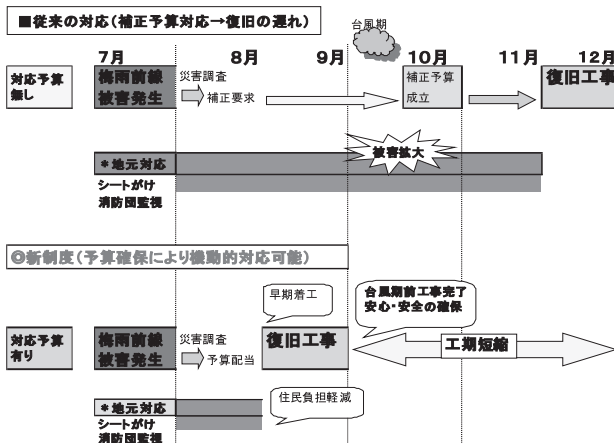 ■従来の対応(補正予算対応→復旧の遅れ)
台風期
7月
8月
9月
10月
11月
12月
対応予算
無し
梅雨前線
被害発生
災害調査
補正要求
補正予算
成立
復旧工事
被害拡大
*地元対応
シートがけ
消防団監視
◎新制度(予算確保により機動的対応可能)
早期着工
台風期前工事完了
安心・安全の確保
対応予算
有り
梅雨前線
被害発生
災害調査
予算配当
復旧工事
工期短縮
*地元対応
シートがけ
消防団監視
住民負担軽減